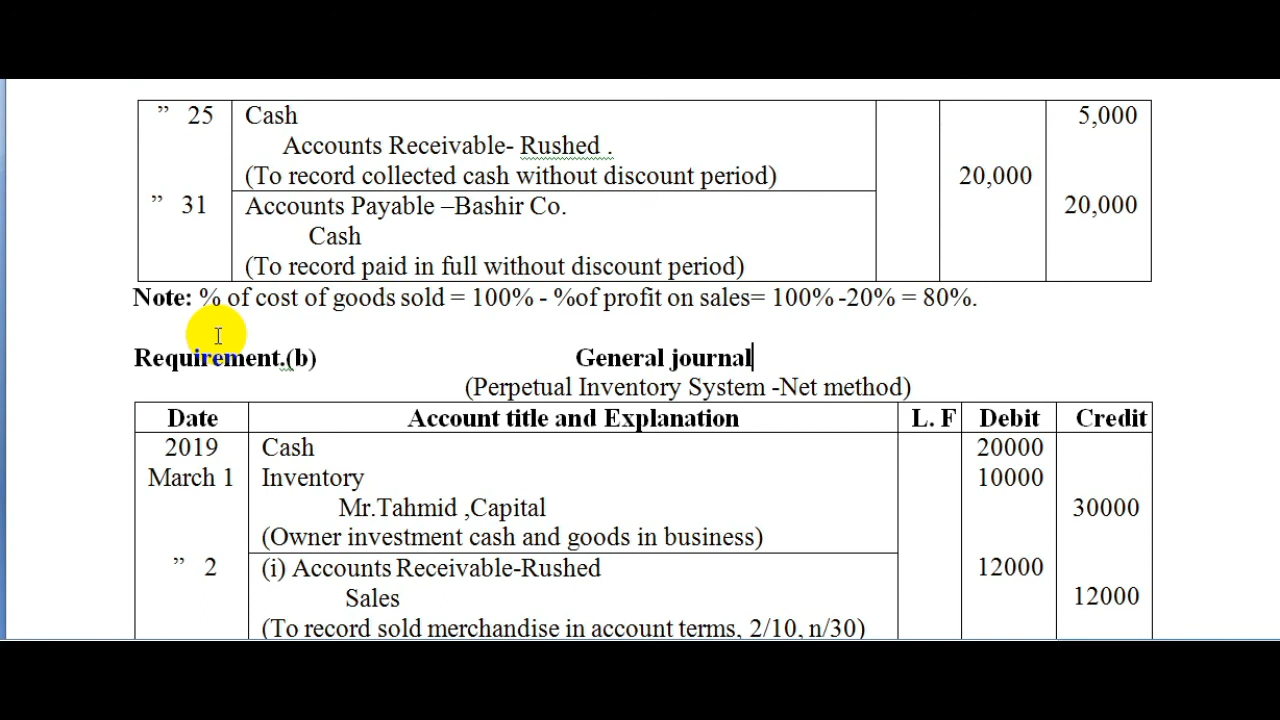 ” 25 Cash 5,000
Accounts Receivable- Rushed .
(To record collected cash without discount period) 20,000
” 31 Accounts Payable –Bashir Co. 20,000
Cash
(To record paid in full without discount period)
Note: % of cost of goods sold = 100% - %of profit on sales= 100% -20% = 80%.
Requirement.(b) General journal
(Perpetual Inventory System -Net method)
Date Account title and Explanation L. F Debit Credit
2019 Cash 20000
March 1 Inventory 10000
Mr.Tahmid ,Capital 30000
(Owner investment cash and goods in business)
” 2 (i) Accounts Receivable-Rushed 12000
Sales 12000
(To record sold merchandise in account terms, 2/10, n/30)